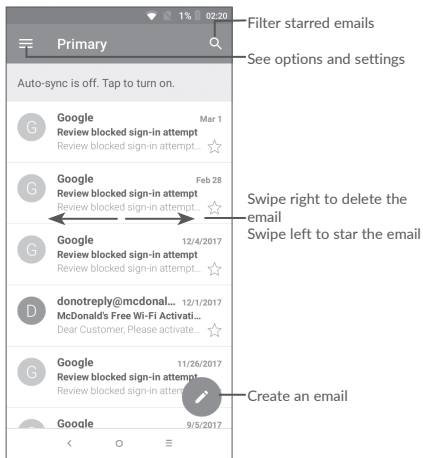 1% 02:20
Primary
Filter starred emails
See options and settings
Auto-sync is off. Tap to turn on.
G
Google Mar 1
Review blocked sign-in attempt
Review blocked sign-in attempt...
G
Google Feb 28
Review blocked sign-in attempt
Review blocked sign-in attempt...
Swipe right to delete the
email
Swipe left to star the email
G
Google 12/4/2017
Review blocked sign-in attempt
Review blocked sign-in attempt...
D
donotreply@mcdonal... 12/1/2017
McDonald's Free Wi-Fi Activati...
Dear Customer, Please activate...
G
Google 11/26/2017
Review blocked sign-in attempt
Review blocked sign-in attem
Create an email
Google 9/5/2017